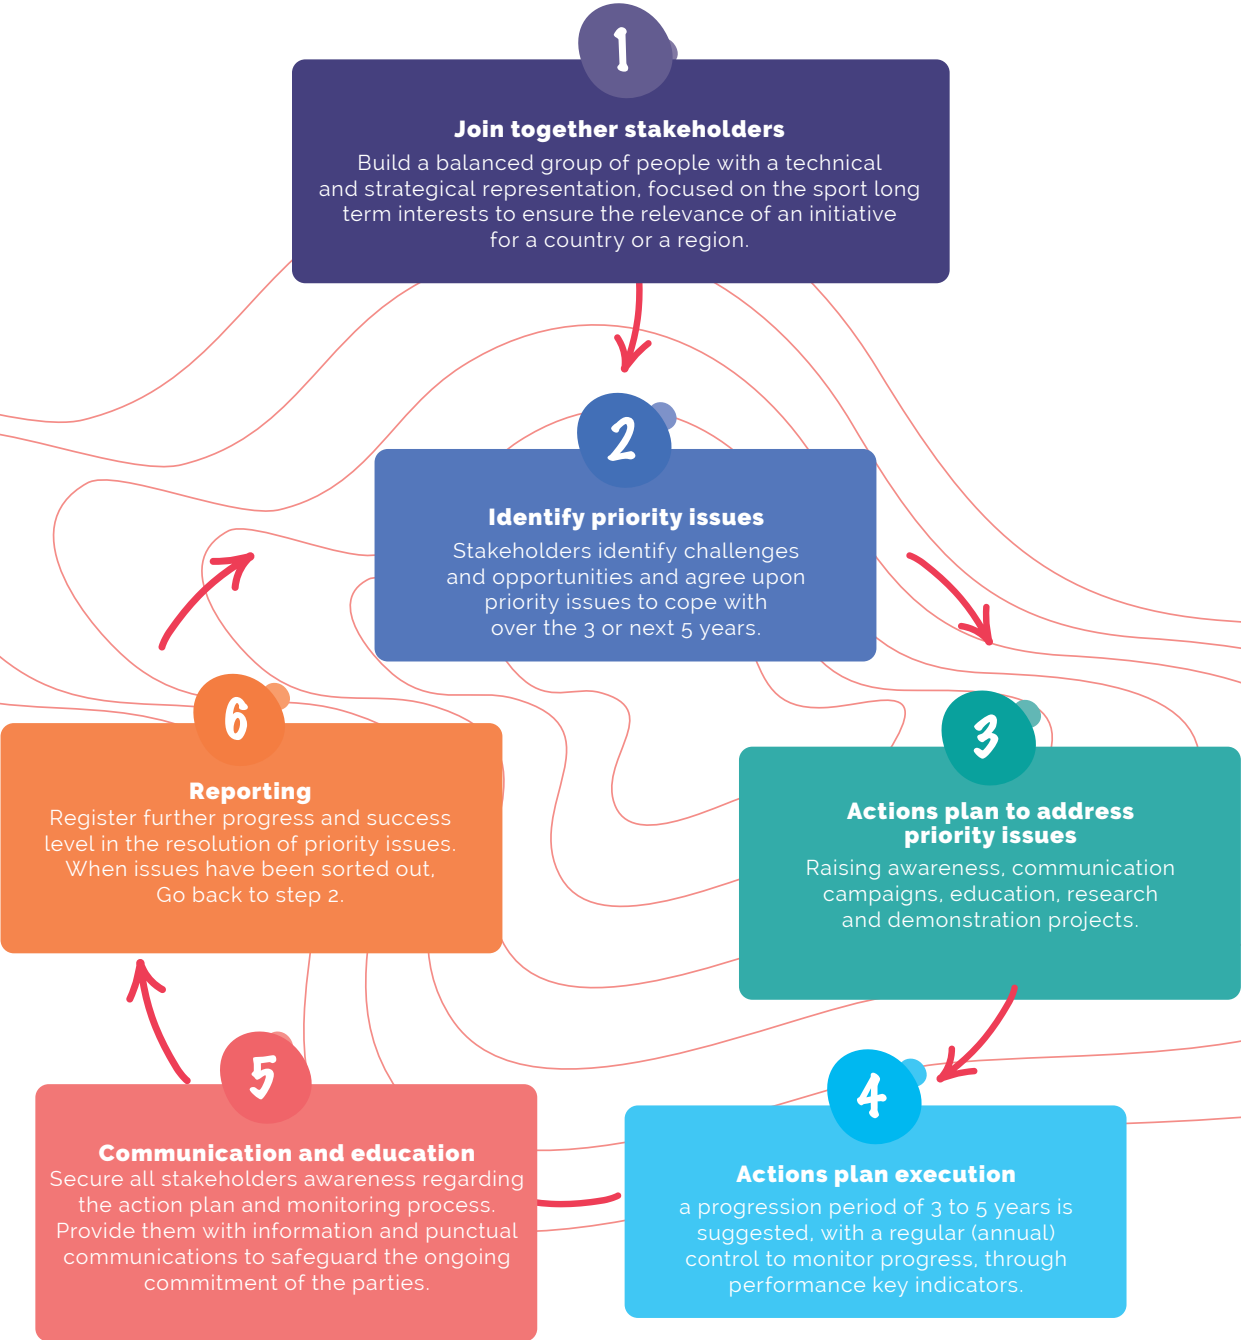 1
Join together stakeholders
Build a balanced group of people with a technical
and strategical representation, focused on the sport long
term interests to ensure the relevance of an initiative
for a country or a region.
2
Identify priority issues
Stakeholders identify challenges
and opportunities and agree upon
priority issues to cope with
over the 3 or next 5 years.
3
Actions plan to address
priority issues
Raising awareness, communication
campaigns, education, research
and demonstration projects.
4
Actions plan execution
a progression period of 3 to 5 years is
suggested, with a regular (annual)
control to monitor progress, through
performance key indicators.
5
Communication and education
Secure all stakeholders awareness regarding
the action plan and monitoring process.
Provide them with information and punctual
communications to safeguard the ongoing
commitment of the parties.
6
Reporting
Register further progress and success
level in the resolution of priority issues.
When issues have been sorted out,
Go back to step 2.